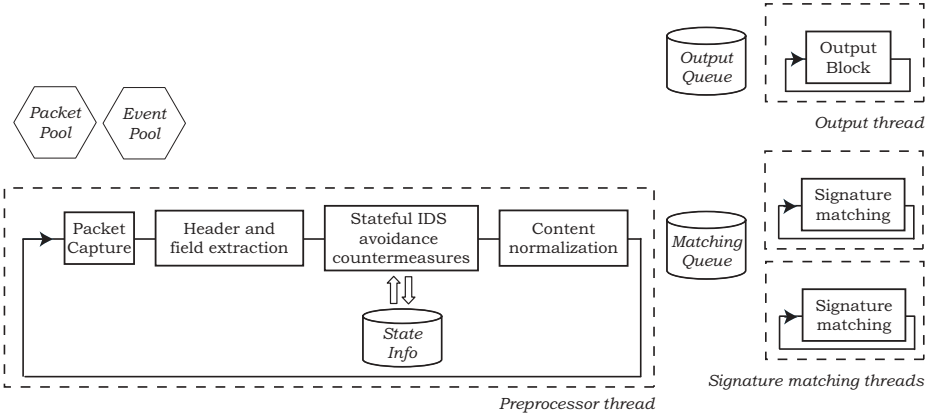 Output
Queue
Output
Block
Output thread
Packet
Pool
Event
Pool
Packet
Capture
Header and
field extraction
Stateful IDS
avoidance
countermeasures
Content
normalization
State
Info
Preprocessor thread
Matching
Queue
Signature
matching
Signature
matching
Signature matching threads